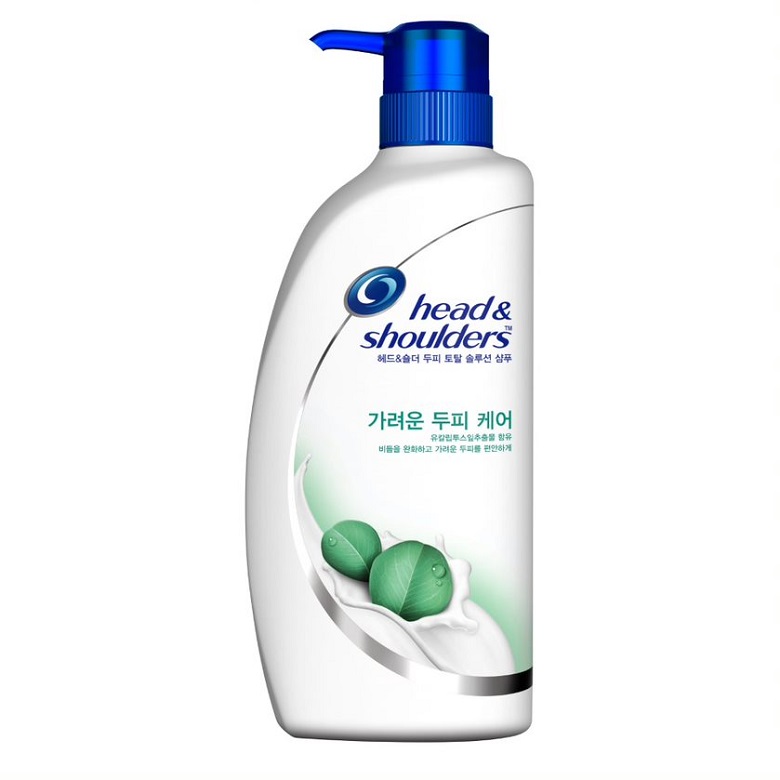 head &
shoulders™
헤드&숄더 두피 토탈 솔루션 샴푸
가려운 두피 케어
유칼립투스잎추출물 함유
비듬을 완화하고 가려운 두피를 편안하게